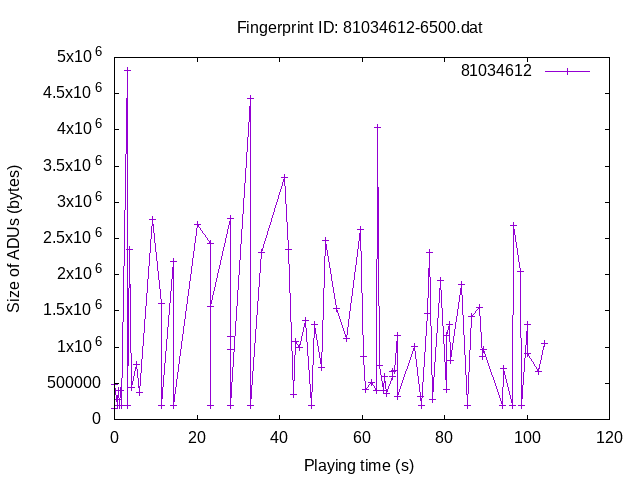 Fingerprint ID: 81034612-6500.dat
81034612
5x10^6
4.5x10^6
4x10^6
3.5x10^6
3x10^6
2.5x10^6
2x10^6
1.5x10^6
1x10^6
500000
0
Size of ADUs (bytes)
0 20 40 60 80 100 120
Playing time (s)